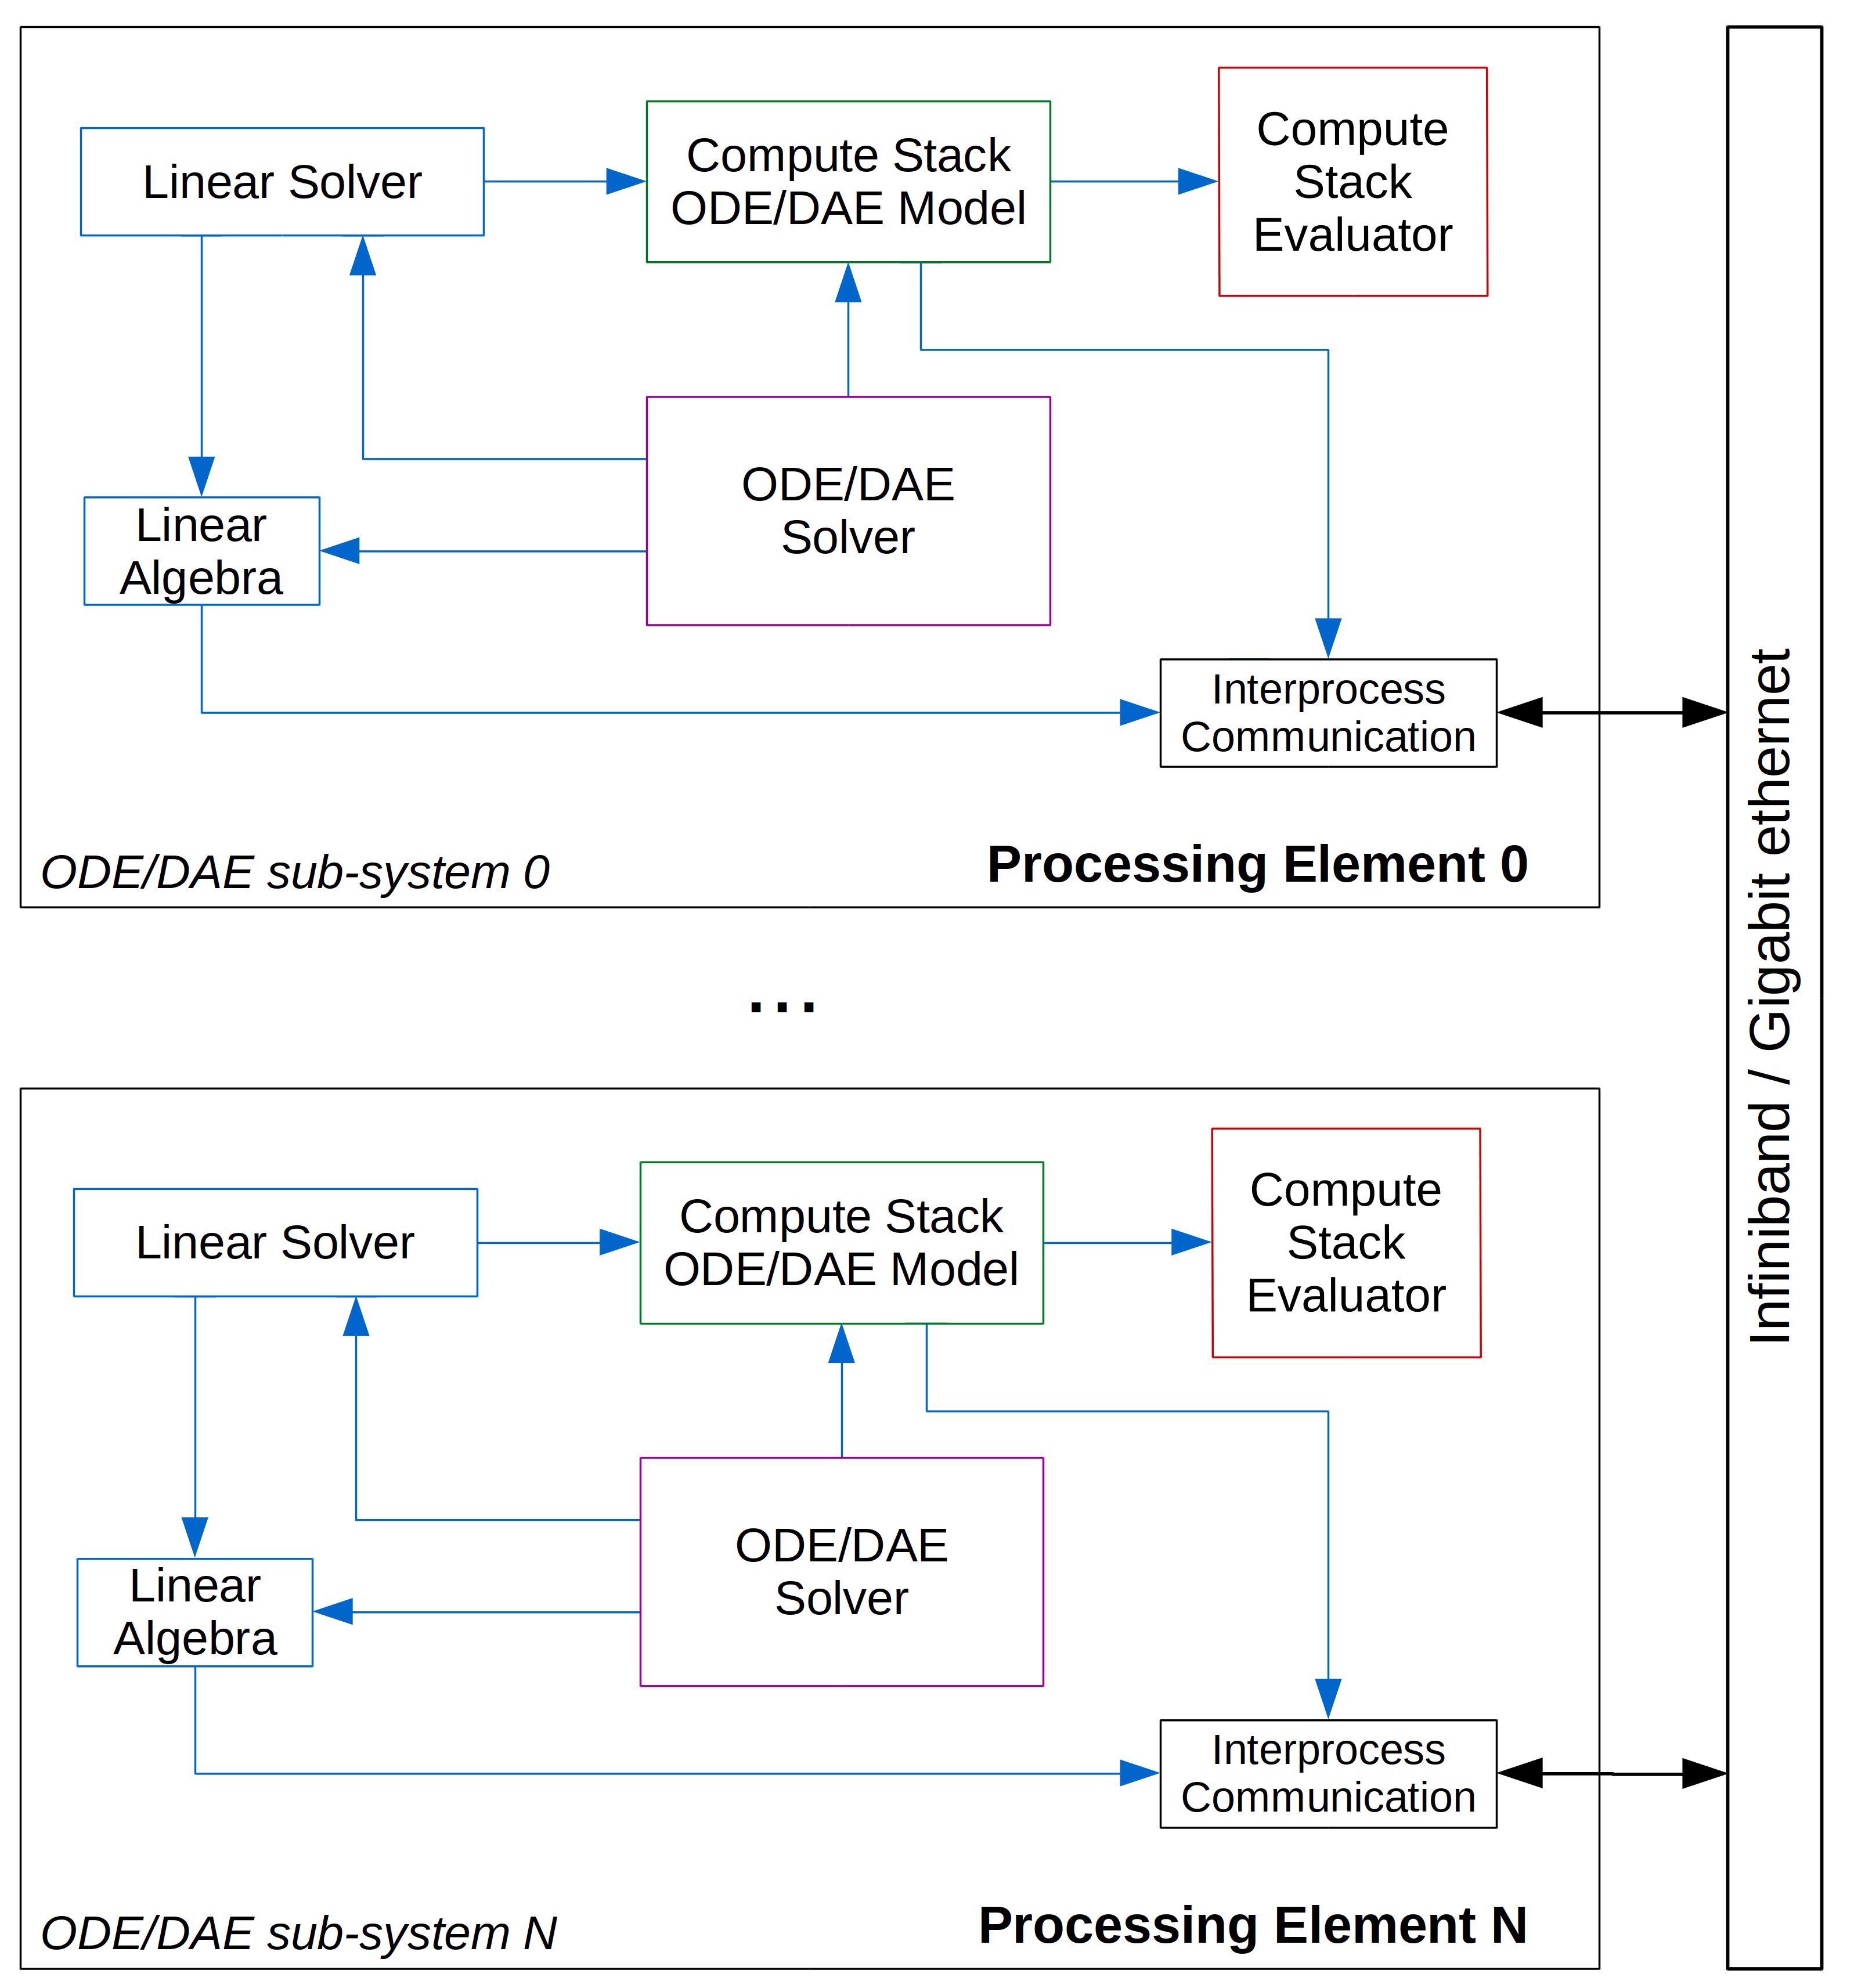 Linear Solver
Compute Stack
ODE/DAE Model
Compute
Stack
Evaluator
ODE/DAE
Solver
Linear
Algebra
Interprocess
Communication
ODE/DAE sub-system 0
Processing Element 0
...
Linear Solver
Compute Stack
ODE/DAE Model
Compute
Stack
Evaluator
ODE/DAE
Solver
Linear
Algebra
Interprocess
Communication
ODE/DAE sub-system N
Processing Element N
Infiniband / Gigabit ethernet